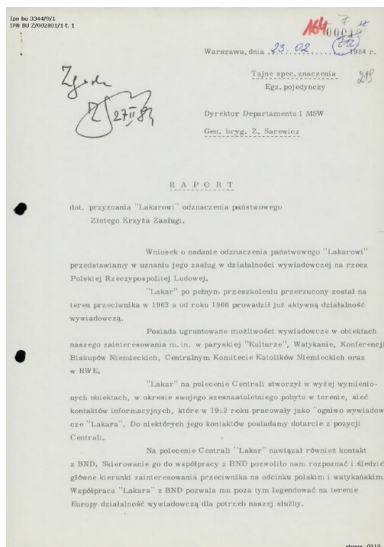 Ipn bu 3344/9/1
IPN BU 2/002801/1 t. 1
164
7
Warszawa, dnia 23.02 1984 r.
Tajne spec. znaczenia
Egz. pojedynczy
Zgoda
27 II 84
Dyrektor Departamentu I MSW
Gen. bryg. Z. Sarewicz
RAPORT
dot. przyznania "Lakarowi" odznaczenia państwowego
Złotego Krzyża Zasługi.
Wniosek o nadanie odznaczenia państwowego "Lakarowi"
przedstawiamy w uznaniu jego zasług w działalności wywiadowczej na rzecz
Polskiej Rzeczypospolitej Ludowej.
"Lakar" po pełnym przeszkoleniu przerzucony został na
teren przeciwnika w 1963 a od roku 1966 prowadził już aktywną działalność
wywiadowczą.
Posiada ugruntowane możliwości wywiadowcze w obiektach
naszego zainteresowania m.in. w paryskiej "Kulturze", Watykanie, Konferencji
Biskupów Niemieckich, Centralnym Komitecie Katolików Niemieckich oraz
w RWE.
"Lakar" na polecenie Centrali stworzył w wyżej wymienio-
nych obiektach, w okresie swojego szesnastoletniego pobytu w terenie, sieć
kontaktów informacyjnych, które w 1982 roku pracowały jako "ogniwo wywiadow
cze "Lakara". Do niektórych jego kontaktów posiadamy dotarcie z pozycji
Centrali.
Na polecenie Centrali "Lakar" nawiązał również kontakt
z BND. Skierowanie go do współpracy z BND pozwoliło nam rozpoznać i śledzić
główne kierunki zainteresowania przeciwnika na odcinku polskim i watykańskim.
Współpraca "Lakara" z BND pozwala mu poza tym legendować na terenie
Europy działalność wywiadowczą dla potrzeb naszej służby.